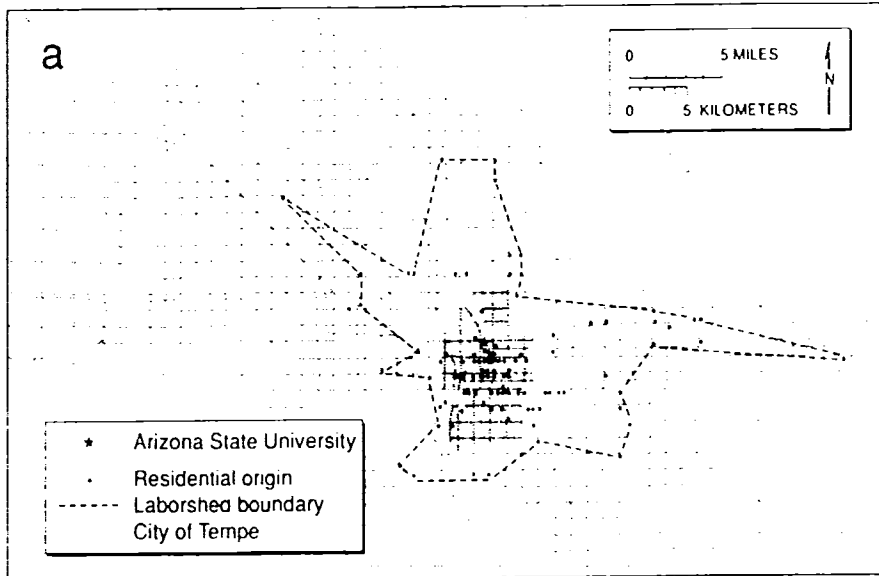 a
0 5 MILES
N
0 5 KILOMETERS
Arizona State University
Residential origin
Laborshed boundary
City of Tempe